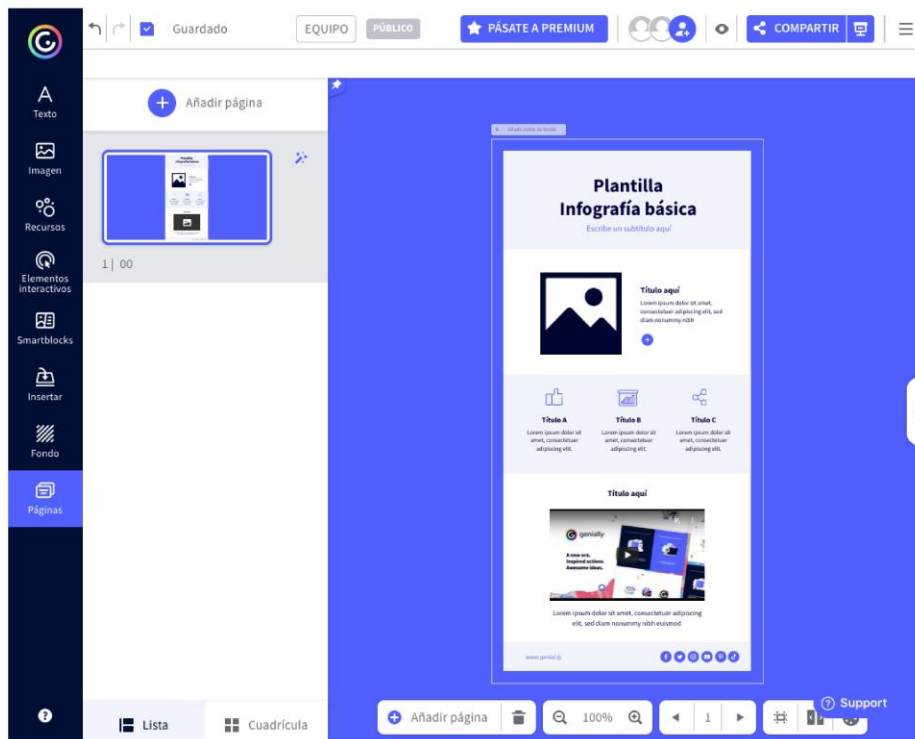 Guardado
EQUIPO
PÚBLICO
PÁSATE A PREMIUM
COMPARTIR
Texto
Imagen
Recursos
Elementos
interactivos
Smartblocks
Insertar
Fondo
Páginas
Añadir página
1 | 00
Lista
Cuadrícula
Plantilla
Infografía básica
Escribe un subtítulo aquí
Título aquí
Lorem ipsum dolor sit amet,
consectetuer adipiscing elit, sed
diam nonummy nibh
Título A
Lorem ipsum dolor sit
amet, consectetuer
adipiscing elit.
Título B
Lorem ipsum dolor sit
amet, consectetuer
adipiscing elit.
Título C
Lorem ipsum dolor sit
amet, consectetuer
adipiscing elit.
Título aquí
genially
A new era.
Inspired actions
Awesome ideas.
Lorem ipsum dolor sit amet, consectetuer adipiscing
elit, sed diam nonummy nibh euismod
www.genial.ly
Añadir página
100%
1
Support